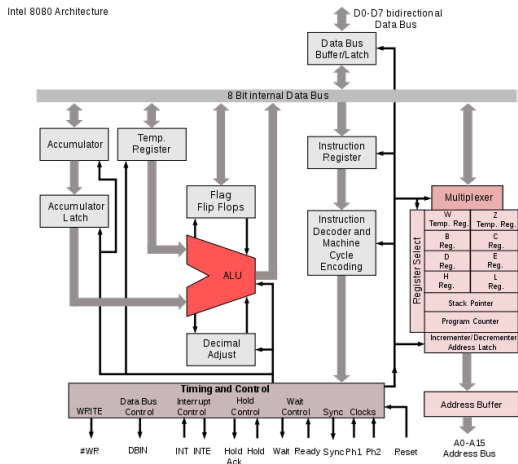 Intel 8080 Architecture
D0-D7 bidirectional
Data Bus
Data Bus
Buffer/Latch
8 Bit internal Data Bus
Accumulator
Temp.
Register
Instruction
Register
Multiplexer
Accumulator
Latch
Flag
Flip Flops
Instruction
Decoder and
Machine
Cycle
Encoding
Register Select
W
Temp. Reg.
Z
Temp. Reg.
B
Reg.
C
Reg.
D
Reg.
E
Reg.
H
Reg.
L
Reg.
Stack Pointer
Program Counter
Incrementer/Decrementer
Address Latch
ALU
Decimal
Adjust
Timing and Control
WRITE
Data Bus
Control
Interrupt
Control
Hold
Control
Wait
Control
Sync
Clocks
Address Buffer
#WR
DBIN
INT
INTE
Hold
Ack
Hold
Wait
Ready
Sync
Ph1
Ph2
Reset
A0-A15
Address Bus